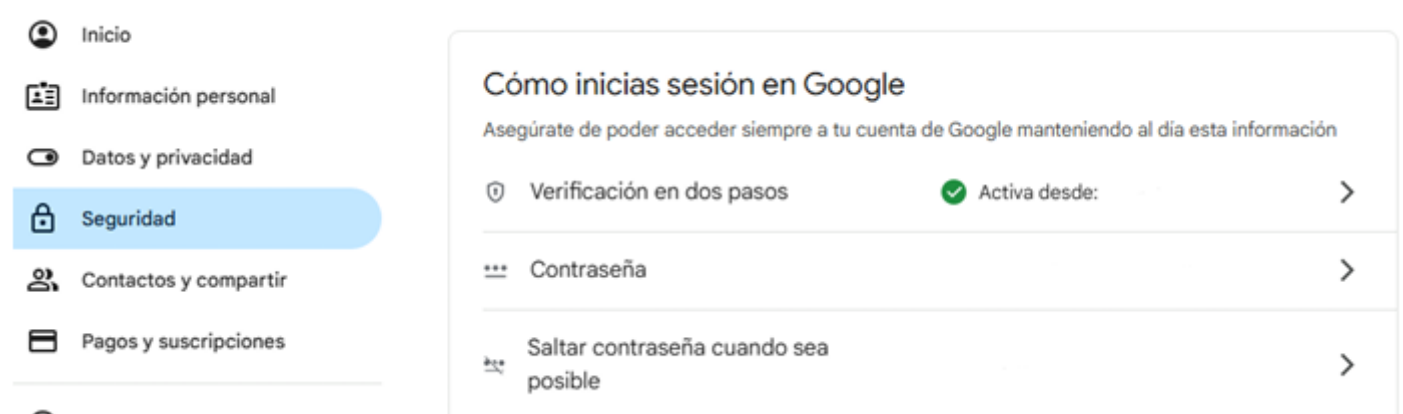 Inicio
Información personal
Datos y privacidad
Seguridad
Contactos y compartir
Pagos y suscripciones
Cómo inicias sesión en Google
Asegúrate de poder acceder siempre a tu cuenta de Google manteniendo al día esta información
Verificación en dos pasos
Activa desde:
Contraseña
Saltar contraseña cuando sea
posible